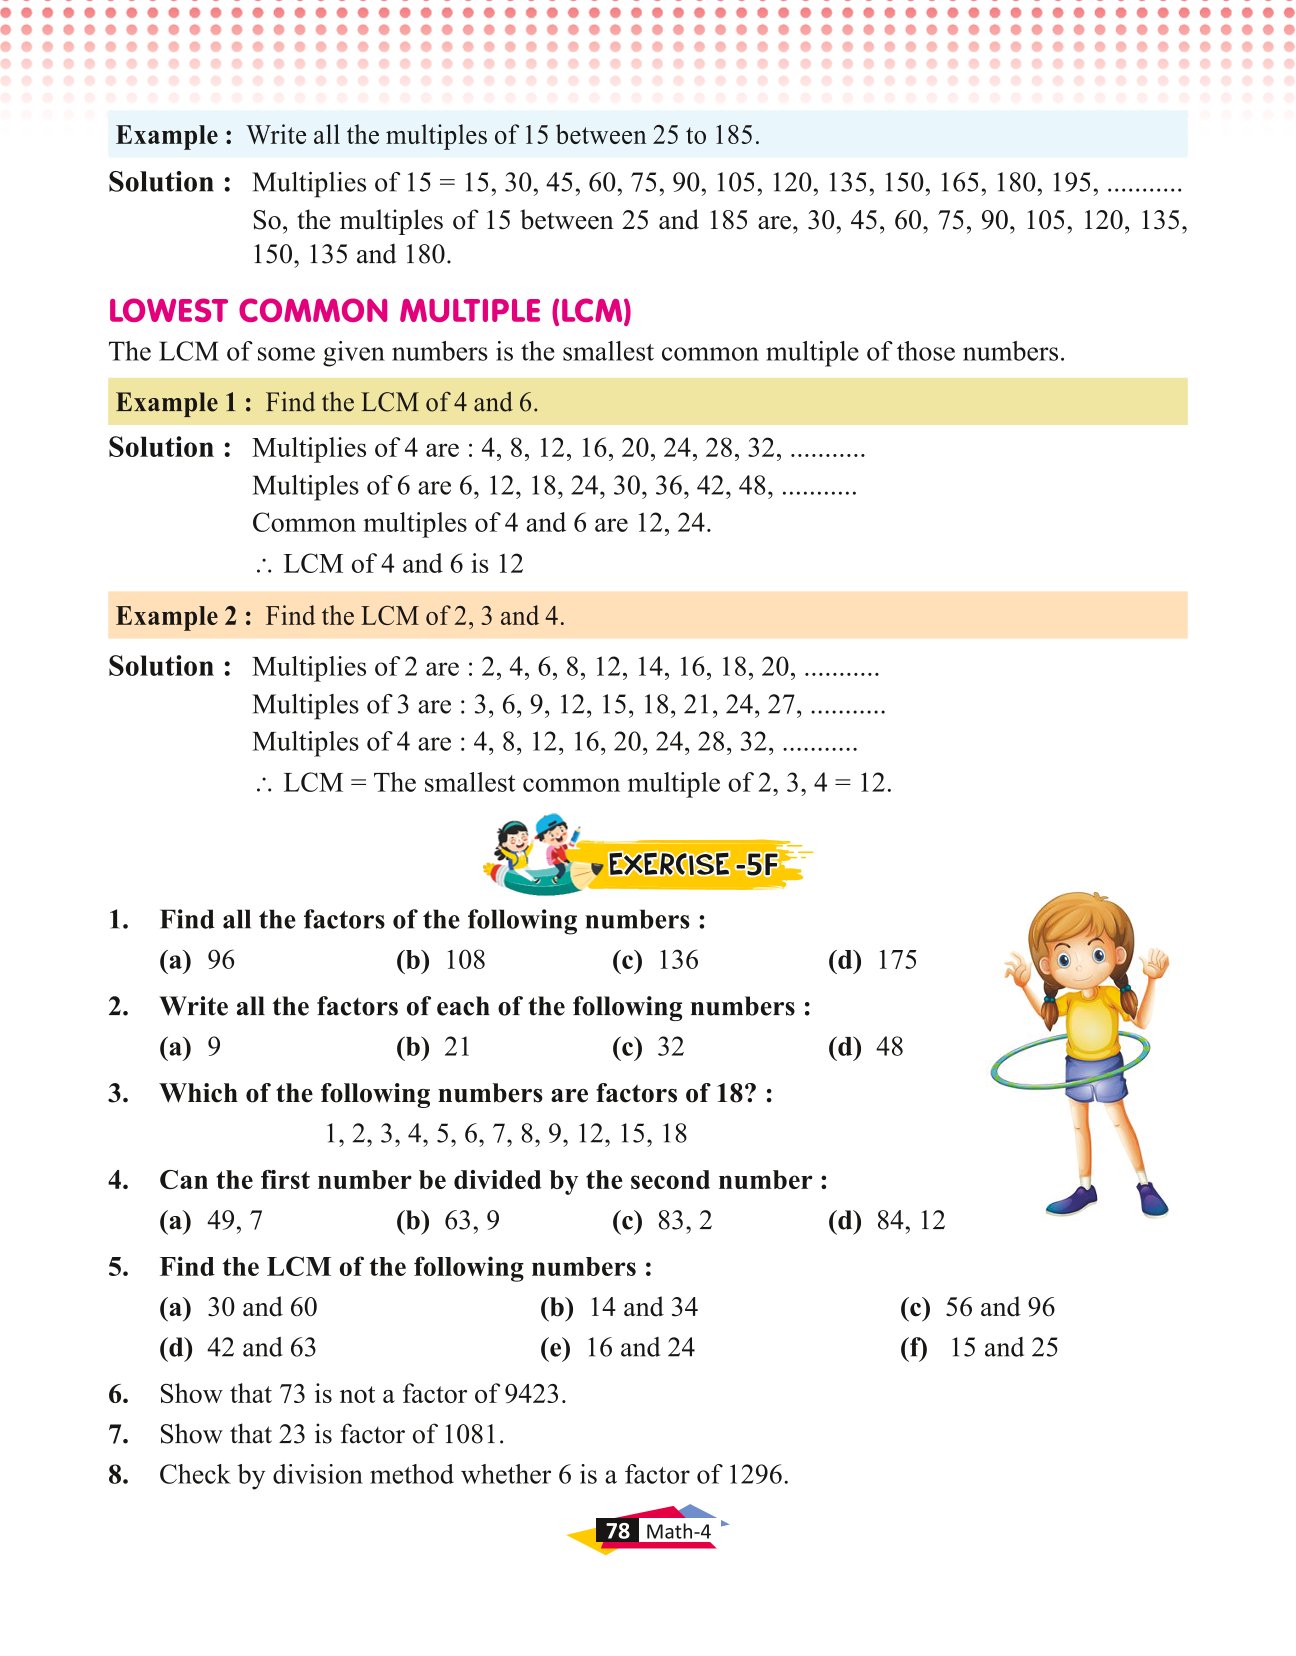 Example : Write all the multiples of 15 between 25 to 185.
Solution : Multiplies of 15 = 15, 30, 45, 60, 75, 90, 105, 120, 135, 150, 165, 180, 195, ...........
So, the multiples of 15 between 25 and 185 are, 30, 45, 60, 75, 90, 105, 120, 135,
150, 135 and 180.
LOWEST COMMON MULTIPLE (LCM)
The LCM of some given numbers is the smallest common multiple of those numbers.
Example 1 : Find the LCM of 4 and 6.
Solution : Multiplies of 4 are : 4, 8, 12, 16, 20, 24, 28, 32, ...........
Multiples of 6 are 6, 12, 18, 24, 30, 36, 42, 48, ...........
Common multiples of 4 and 6 are 12, 24.
∴ LCM of 4 and 6 is 12
Example 2 : Find the LCM of 2, 3 and 4.
Solution : Multiplies of 2 are : 2, 4, 6, 8, 12, 14, 16, 18, 20, ...........
Multiples of 3 are : 3, 6, 9, 12, 15, 18, 21, 24, 27, ...........
Multiples of 4 are : 4, 8, 12, 16, 20, 24, 28, 32, ...........
∴ LCM = The smallest common multiple of 2, 3, 4 = 12.
EXERCISE -5F
1. Find all the factors of the following numbers :
(a) 96 (b) 108 (c) 136 (d) 175
2. Write all the factors of each of the following numbers :
(a) 9 (b) 21 (c) 32 (d) 48
3. Which of the following numbers are factors of 18? :
1, 2, 3, 4, 5, 6, 7, 8, 9, 12, 15, 18
4. Can the first number be divided by the second number :
(a) 49, 7 (b) 63, 9 (c) 83, 2 (d) 84, 12
5. Find the LCM of the following numbers :
(a) 30 and 60 (b) 14 and 34 (c) 56 and 96
(d) 42 and 63 (e) 16 and 24 (f) 15 and 25
6. Show that 73 is not a factor of 9423.
7. Show that 23 is factor of 1081.
8. Check by division method whether 6 is a factor of 1296.
78 Math-4